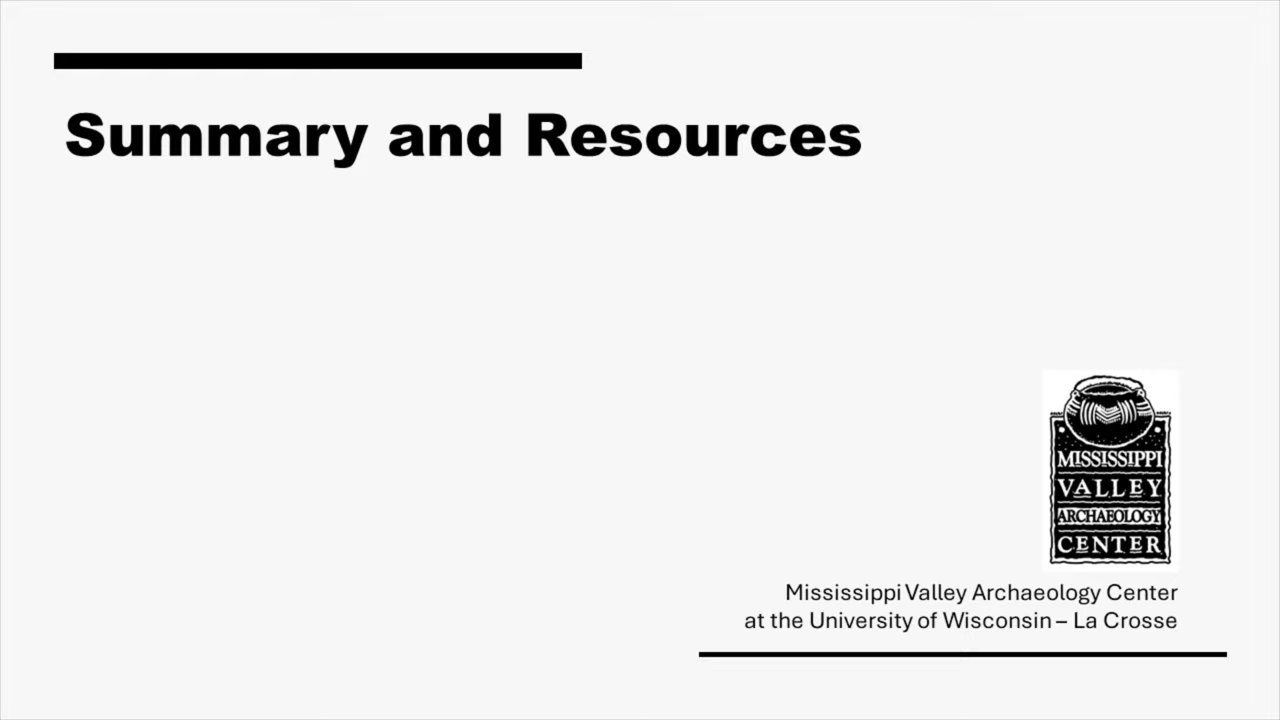 Summary and Resources
MISSISSIPPI
VALLEY
ARCHAEOLOGY
CENTER
Mississippi Valley Archaeology Center
at the University of Wisconsin – La Crosse